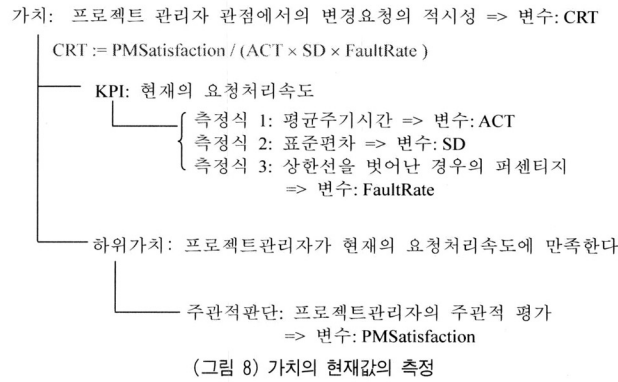 가치: 프로젝트 관리자 관점에서의 변경요청의 적시성 => 변수: CRT
CRT := PMSatisfaction / (ACT × SD × FaultRate )
KPI: 현재의 요청처리속도
측정식 1: 평균주기시간 => 변수: ACT
측정식 2: 표준편차 => 변수: SD
측정식 3: 상한선을 벗어난 경우의 퍼센티지
=> 변수: FaultRate
하위가치: 프로젝트관리자가 현재의 요청처리속도에 만족한다
주관적판단: 프로젝트관리자의 주관적 평가
=> 변수: PMSatisfaction
(그림 8) 가치의 현재값의 측정